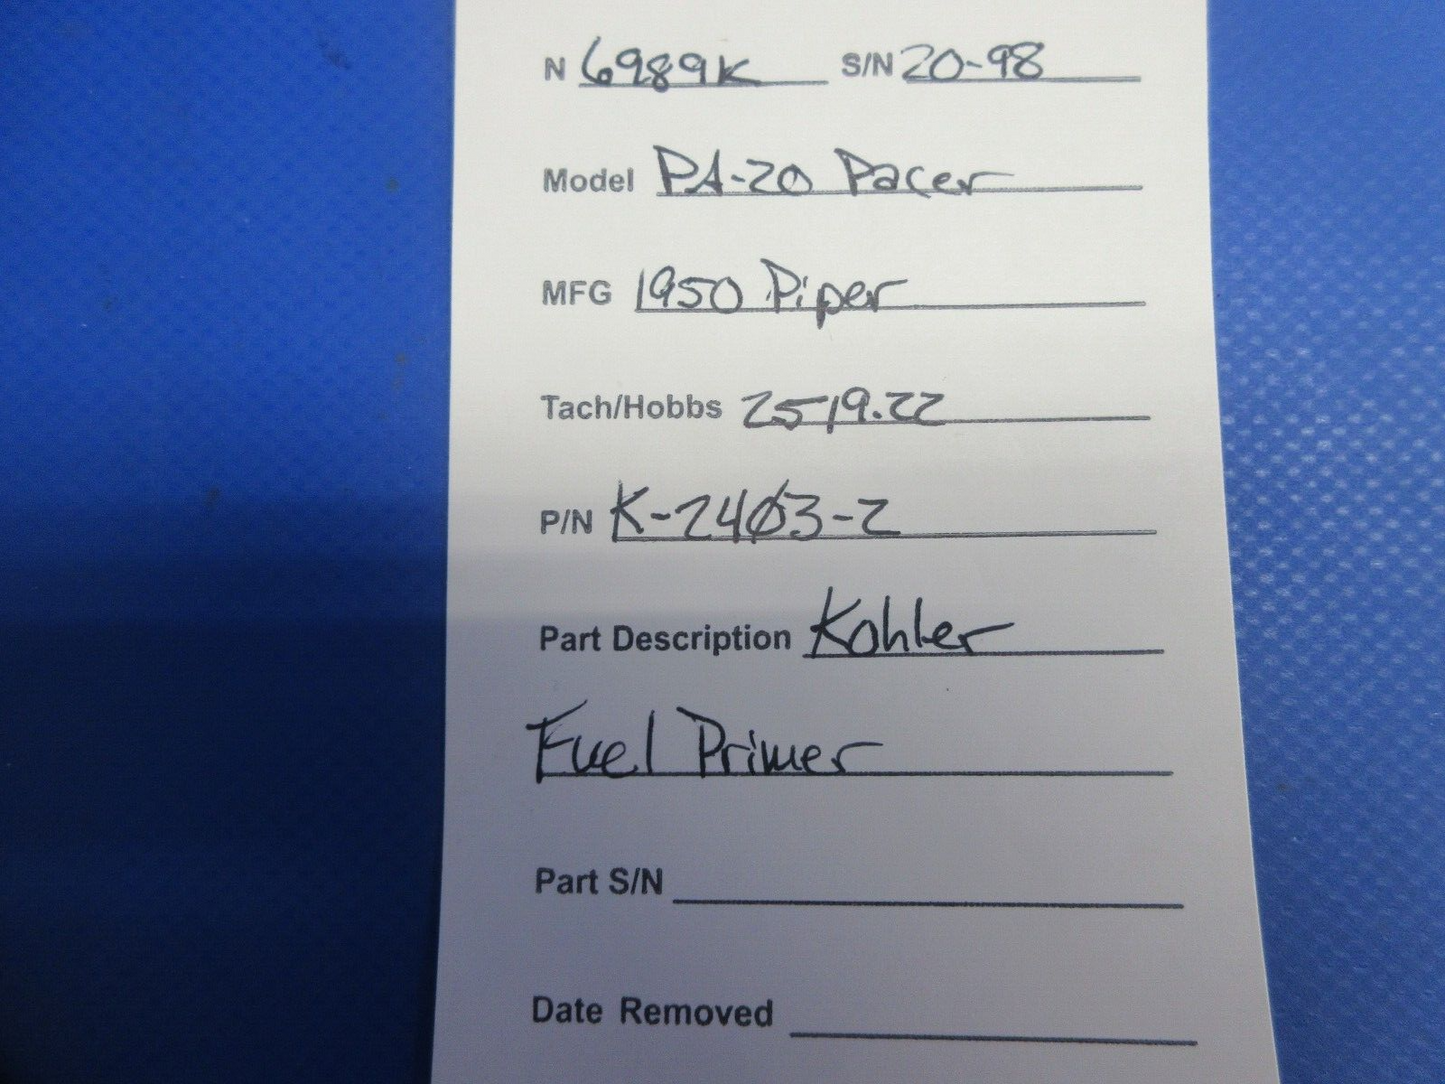 N 6989K S/N 20-98
Model PA-20 Pacer
MFG 1950 Piper
Tach/Hobbs 2519.22
P/N K-24Ø3-2
Part Description Kohler
Fuel Primer
Part S/N
Date Removed